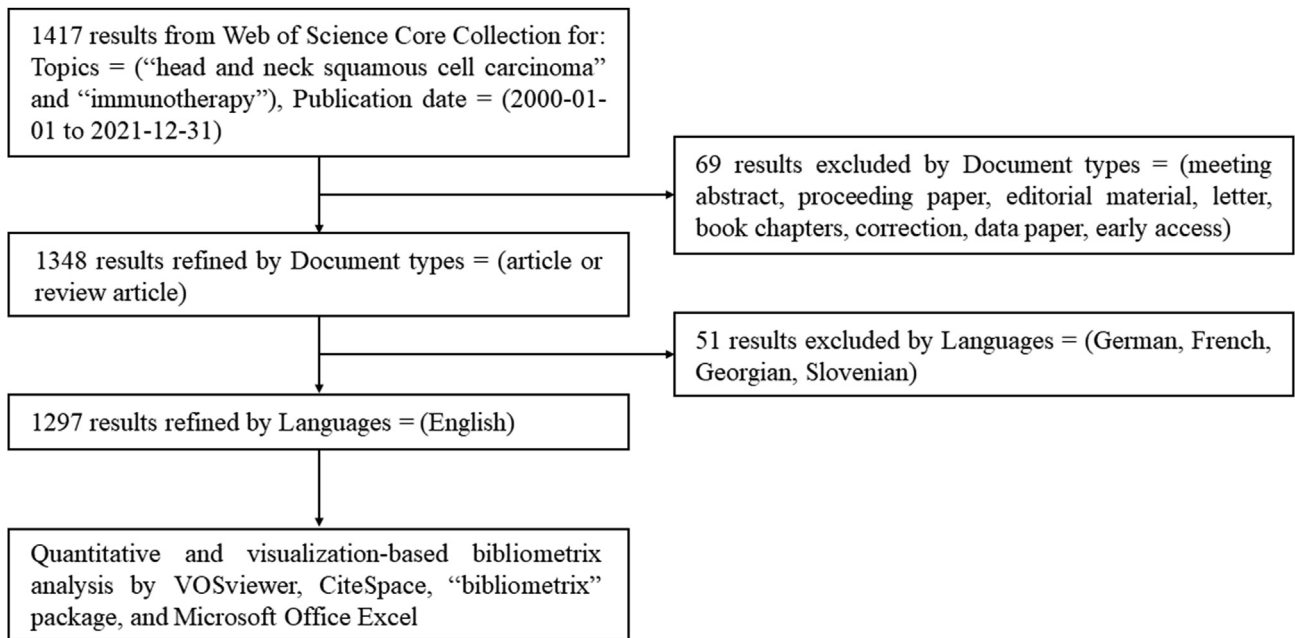 1417 results from Web of Science Core Collection for:
Topics = (“head and neck squamous cell carcinoma”
and “immunotherapy”), Publication date = (2000-01-
01 to 2021-12-31)
69 results excluded by Document types = (meeting
abstract, proceeding paper, editorial material, letter,
book chapters, correction, data paper, early access)
1348 results refined by Document types = (article or
review article)
51 results excluded by Languages = (German, French,
Georgian, Slovenian)
1297 results refined by Languages = (English)
Quantitative and visualization-based bibliometrix
analysis by VOSviewer, CiteSpace, “bibliometrix”
package, and Microsoft Office Excel